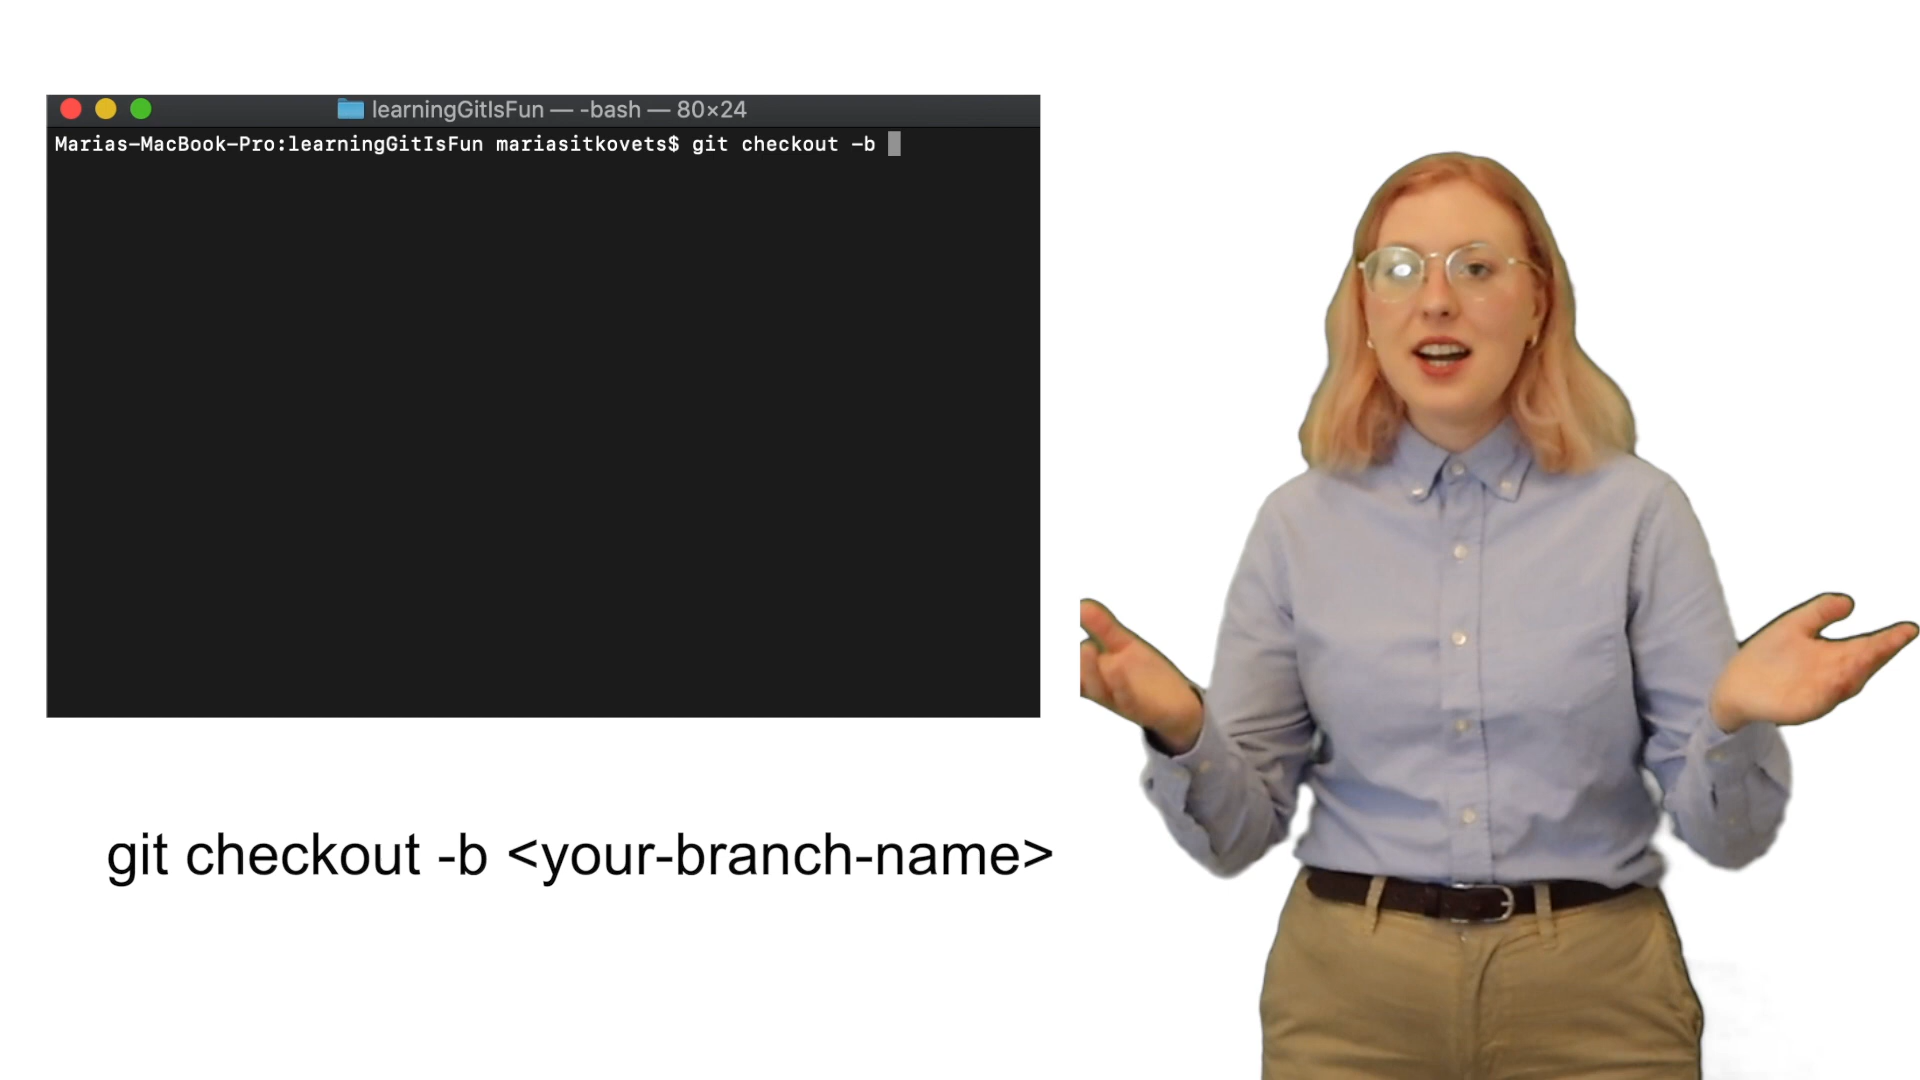 learningGitIsFun — -bash — 80×24
Marias-MacBook-Pro:learningGitIsFun mariasitkovets$ git checkout -b
git checkout -b <your-branch-name>